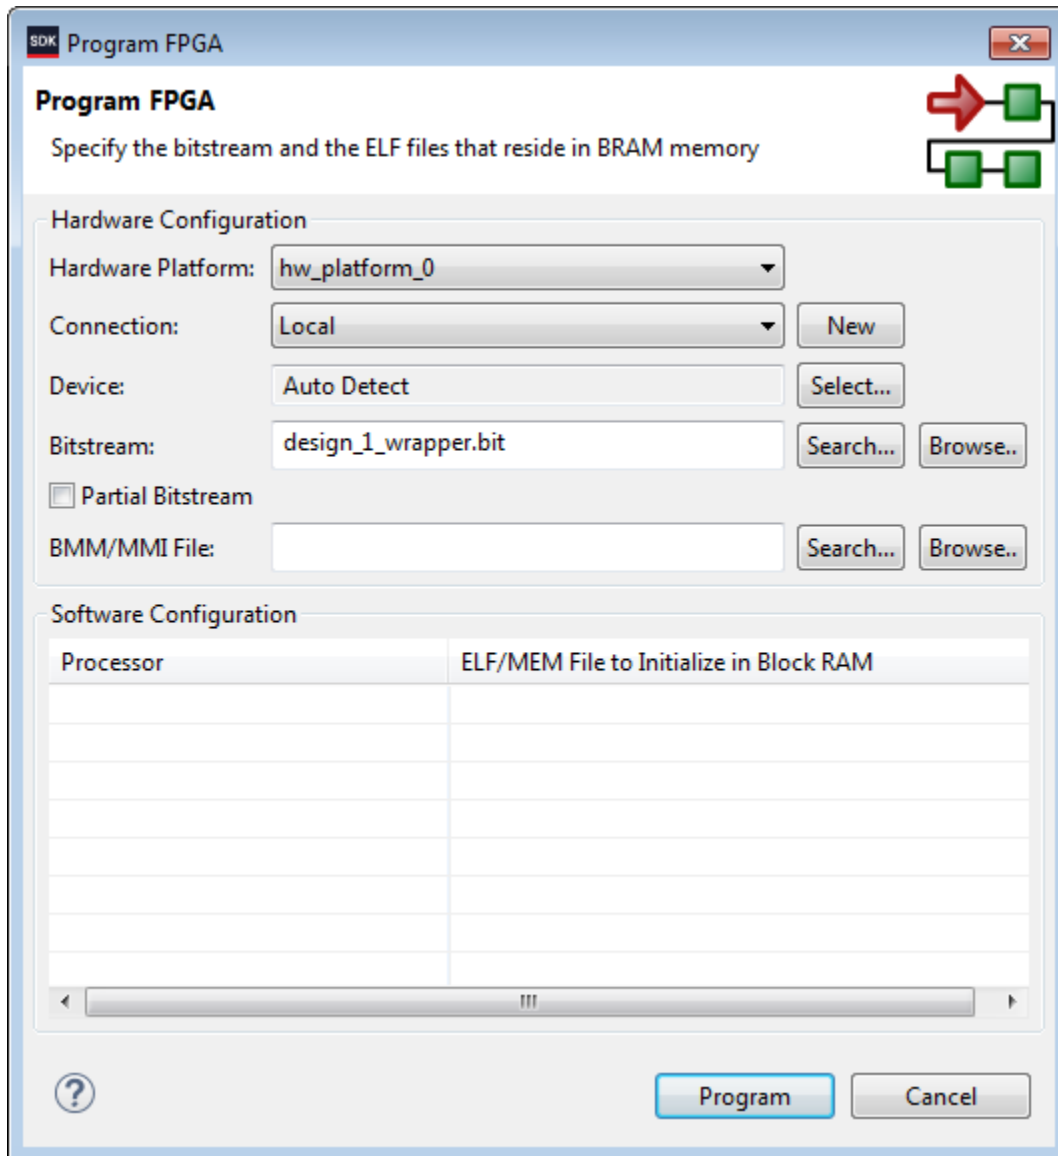 SDK Program FPGA
Program FPGA
Specify the bitstream and the ELF files that reside in BRAM memory
Hardware Configuration
Hardware Platform: hw_platform_0
Connection: Local New
Device: Auto Detect Select...
Bitstream: design_1_wrapper.bit Search... Browse..
Partial Bitstream
BMM/MMI File: Search... Browse..
Software Configuration
Processor ELF/MEM File to Initialize in Block RAM
? Program Cancel